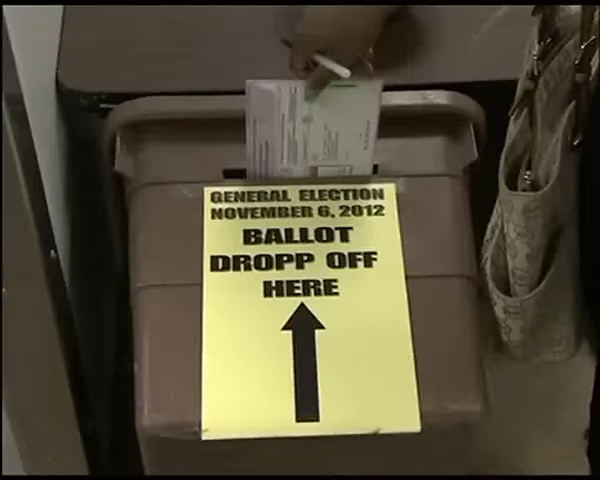 GENERAL ELECTION
NOVEMBER 6, 2012
BALLOT
DROPP OFF
HERE